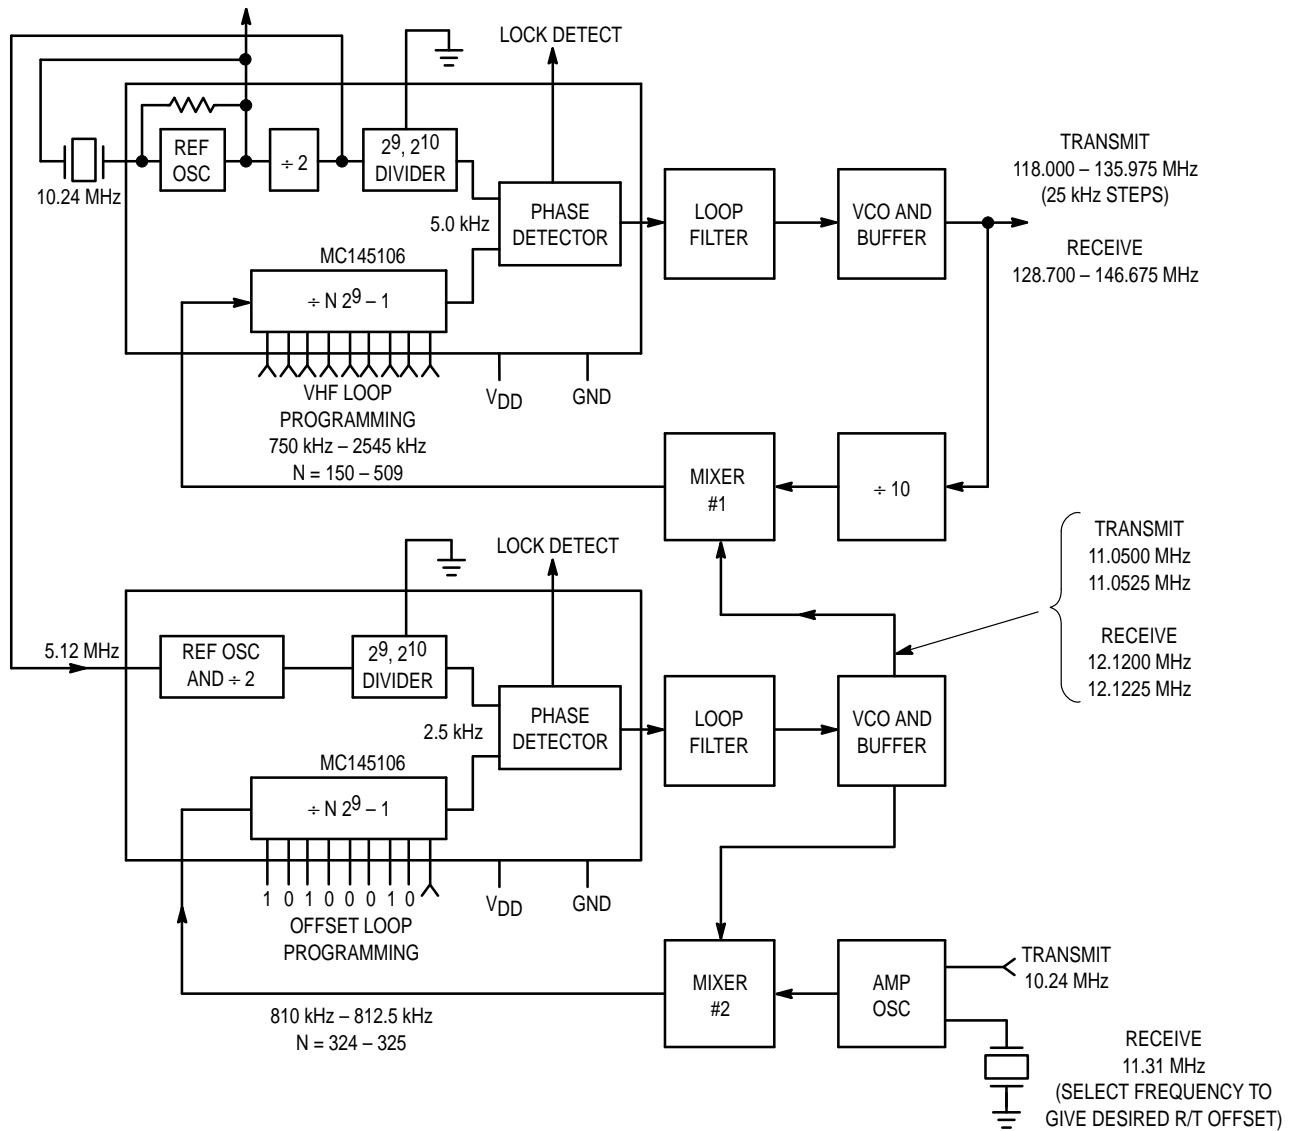 LOCK DETECT
REF
OSC
÷ 2
2^9, 2^10
DIVIDER
10.24 MHz
5.0 kHz
PHASE
DETECTOR
LOOP
FILTER
VCO AND
BUFFER
TRANSMIT
118.000 – 135.975 MHz
(25 kHz STEPS)
RECEIVE
128.700 – 146.675 MHz
MC145106
÷ N 2^9 – 1
VHF LOOP
PROGRAMMING
750 kHz – 2545 kHz
N = 150 – 509
VDD
GND
MIXER
#1
÷ 10
TRANSMIT
11.0500 MHz
11.0525 MHz
RECEIVE
12.1200 MHz
12.1225 MHz
LOCK DETECT
5.12 MHz
REF OSC
AND ÷ 2
2^9, 2^10
DIVIDER
2.5 kHz
PHASE
DETECTOR
LOOP
FILTER
VCO AND
BUFFER
MC145106
÷ N 2^9 – 1
1 0 1 0 0 0 1 0
OFFSET LOOP
PROGRAMMING
VDD
GND
810 kHz – 812.5 kHz
N = 324 – 325
MIXER
#2
AMP
OSC
TRANSMIT
10.24 MHz
RECEIVE
11.31 MHz
(SELECT FREQUENCY TO
GIVE DESIRED R/T OFFSET)